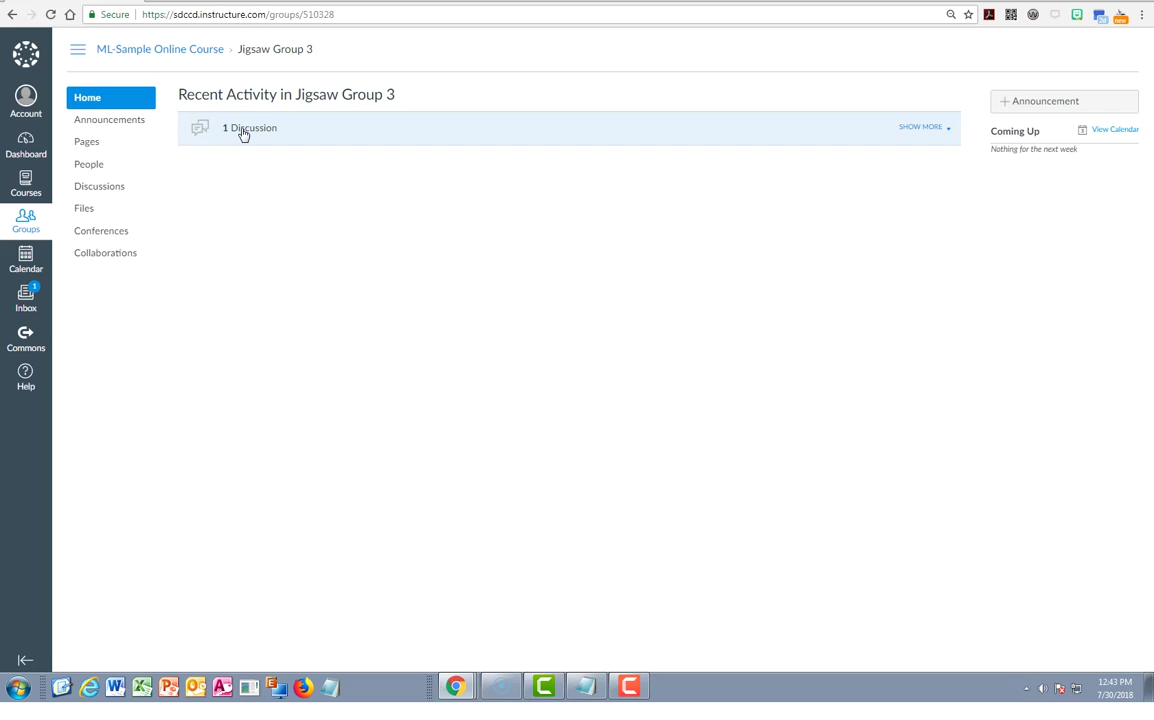 Secure | https://sdccd.instructure.com/groups/510328
new
ML-Sample Online Course › Jigsaw Group 3
Account
Dashboard
Courses
Groups
Calendar
1
Inbox
Commons
Help
Home
Announcements
Pages
People
Discussions
Files
Conferences
Collaborations
Recent Activity in Jigsaw Group 3
1 Discussion
SHOW MORE
+ Announcement
Coming Up
View Calendar
Nothing for the next week
12:43 PM
7/30/2018